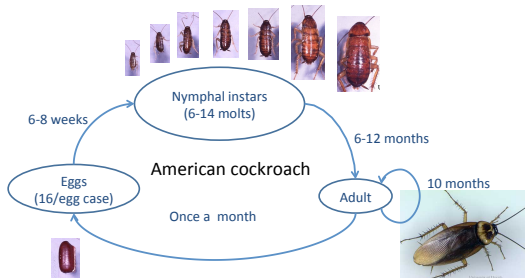 Nymphal instars
(6-14 molts)
6-8 weeks
6-12 months
American cockroach
Eggs
(16/egg case)
Adult
10 months
Once a month